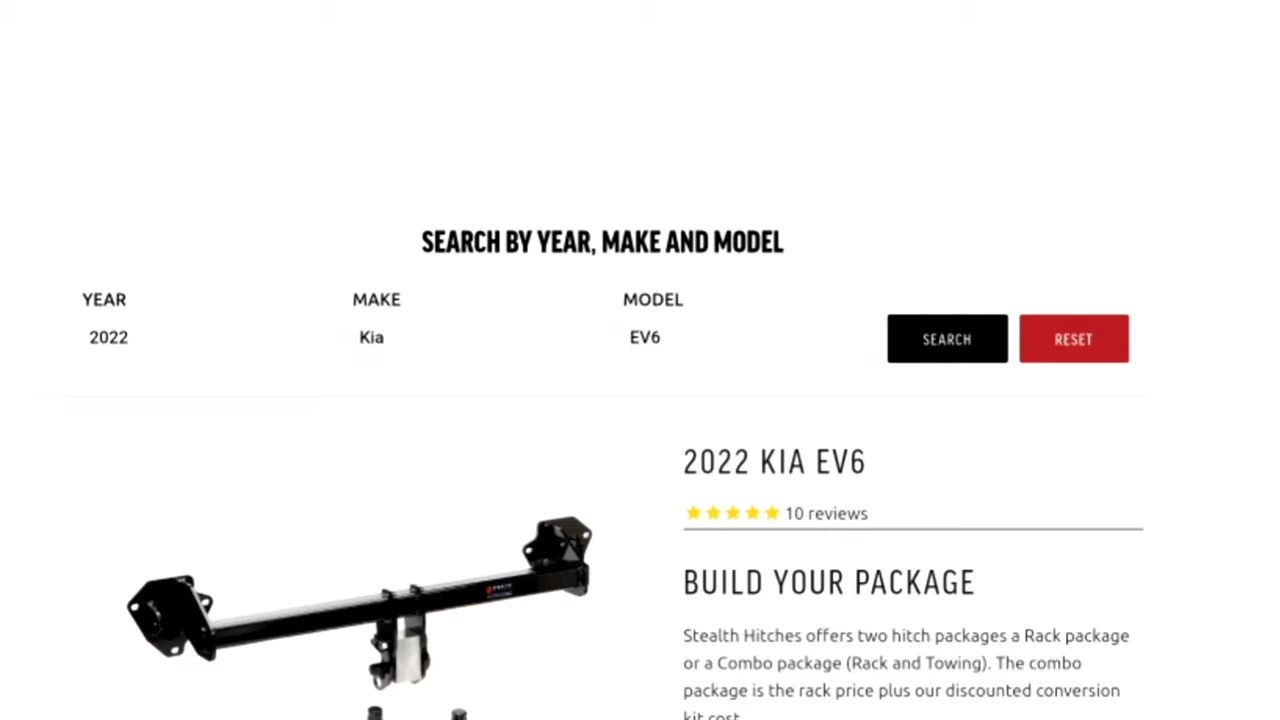 SEARCH BY YEAR, MAKE AND MODEL
YEAR MAKE MODEL
2022 Kia EV6 SEARCH RESET
2022 KIA EV6
10 reviews
BUILD YOUR PACKAGE
Stealth Hitches offers two hitch packages a Rack package
or a Combo package (Rack and Towing). The combo
package is the rack price plus our discounted conversion
kit cost.